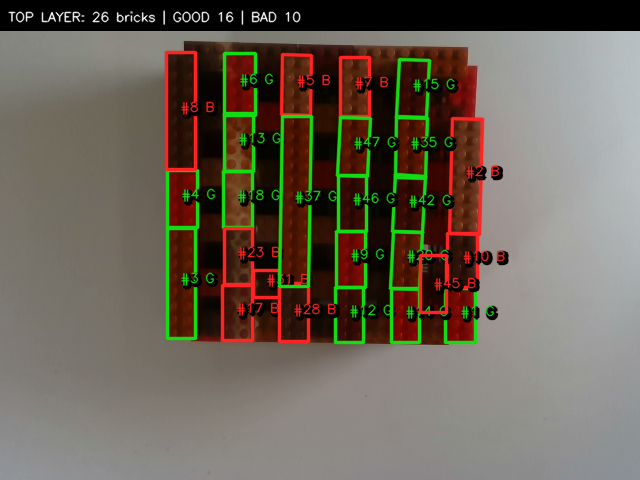 TOP LAYER: 26 bricks | GOOD 16 | BAD 10
#6 G
#5 B
#7 B
#15 G
#8 B
#13 G
#47 G
#35 G
#2 B
#4 G
#18 G
#37 G
#46 G
#42 G
#23 B
#9 G
#10 B
#3 G
#45 B
#17 B
#28 B
#12 G
#1 G